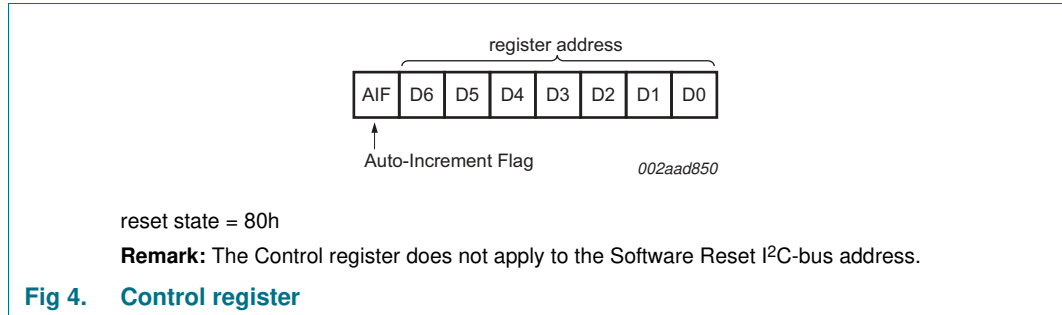 register address
AIF D6 D5 D4 D3 D2 D1 D0
Auto-Increment Flag
002aad850
reset state = 80h
Remark: The Control register does not apply to the Software Reset I²C-bus address.
Fig 4. Control register